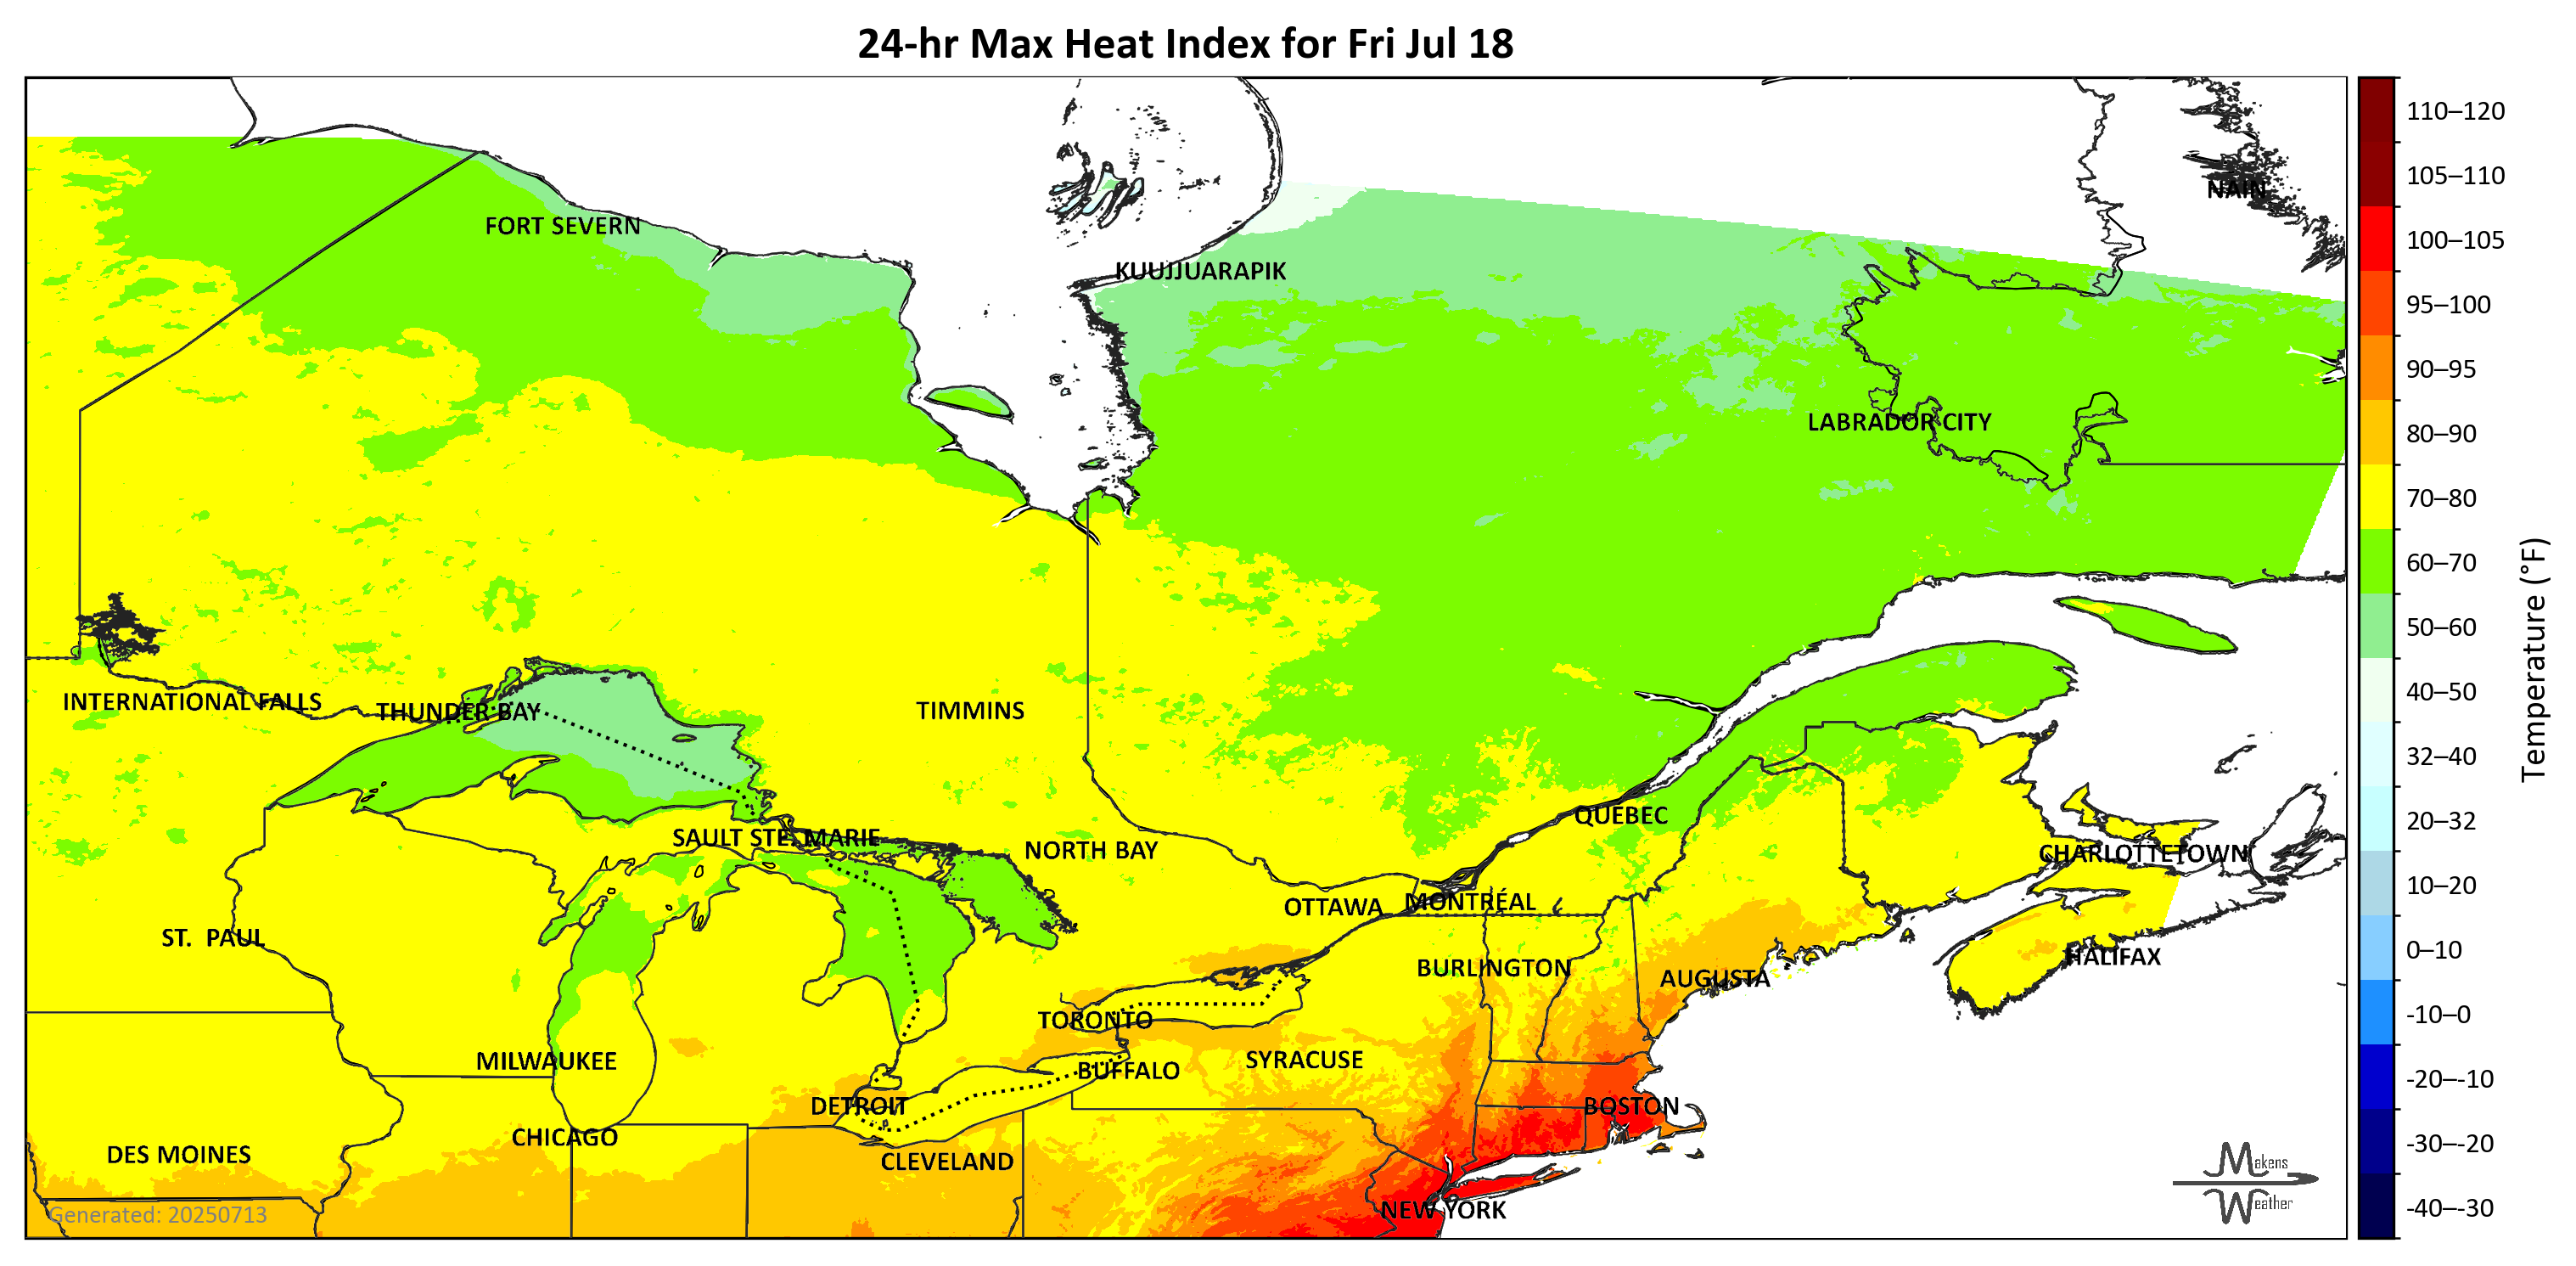 24-hr Max Heat Index for Fri Jul 18
NAIN
FORT SEVERN
KUUJJUARAPIK
LABRADOR CITY
INTERNATIONAL FALLS
THUNDER BAY
TIMMINS
QUEBEC
SAULT STE. MARIE
NORTH BAY
CHARLOTTETOWN
OTTAWA
MONTRÉAL
ST. PAUL
HALIFAX
BURLINGTON
AUGUSTA
TORONTO
MILWAUKEE
BUFFALO
SYRACUSE
DETROIT
BOSTON
CHICAGO
DES MOINES
CLEVELAND
NEW YORK
Generated: 20250713
Makens
Weather
110–120
105–110
100–105
95–100
90–95
80–90
70–80
60–70
50–60
40–50
32–40
20–32
10–20
0–10
-10–0
-20–-10
-30–-20
-40–-30
Temperature (°F)